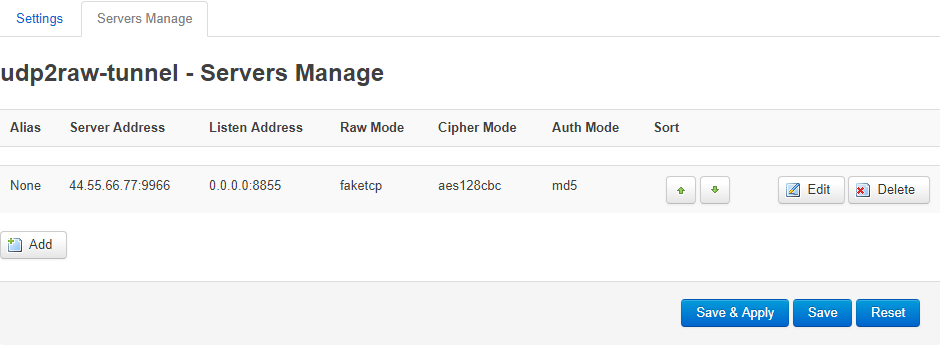 Settings Servers Manage
udp2raw-tunnel - Servers Manage
Alias Server Address Listen Address Raw Mode Cipher Mode Auth Mode Sort
None 44.55.66.77:9966 0.0.0.0:8855 faketcp aes128cbc md5 Edit Delete
Add
Save & Apply Save Reset